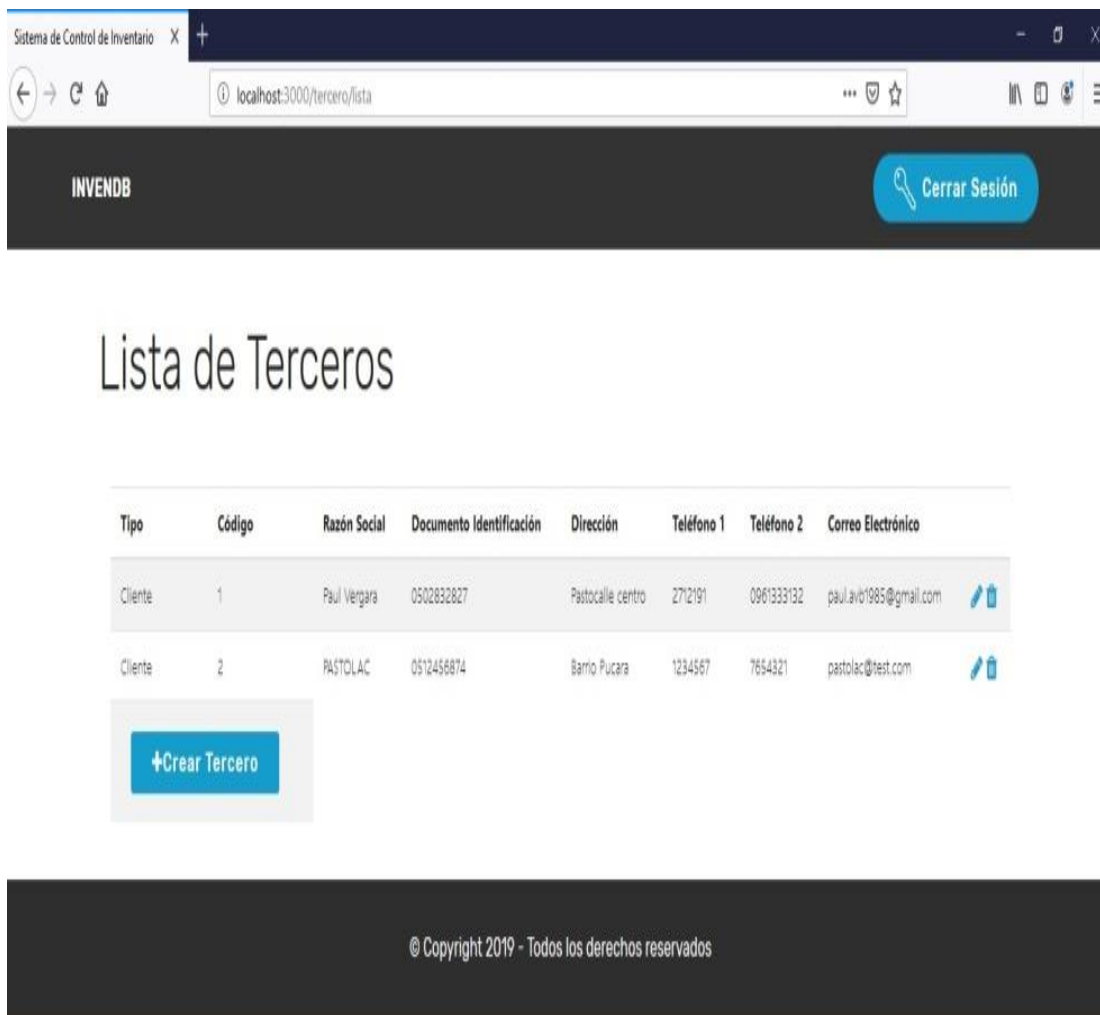 Sistema de Control de Inventario
localhost:3000/tercero/lista
INVENDB
Cerrar Sesión
Lista de Terceros
Tipo Código Razón Social Documento Identificación Dirección Teléfono 1 Teléfono 2 Correo Electrónico
Cliente 1 Paul Vergara 0502832827 Pastocalle centro 2712191 0961333132 paul.avb1985@gmail.com
Cliente 2 PASTOLAC 0512456874 Barrio Pucara 1234567 7654321 pastolac@test.com
+Crear Tercero
© Copyright 2019 - Todos los derechos reservados